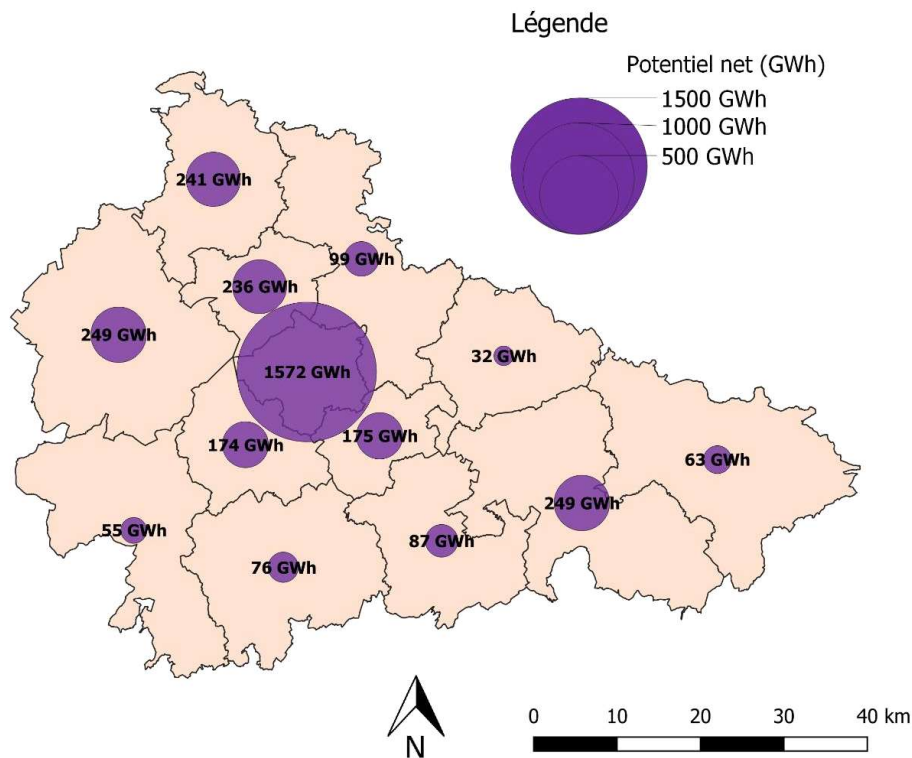 Légende
Potentiel net (GWh)
1500 GWh
1000 GWh
500 GWh
241 GWh
99 GWh
236 GWh
249 GWh
32 GWh
1572 GWh
174 GWh
175 GWh
63 GWh
249 GWh
55 GWh
87 GWh
76 GWh
N
0 10 20 30 40 km